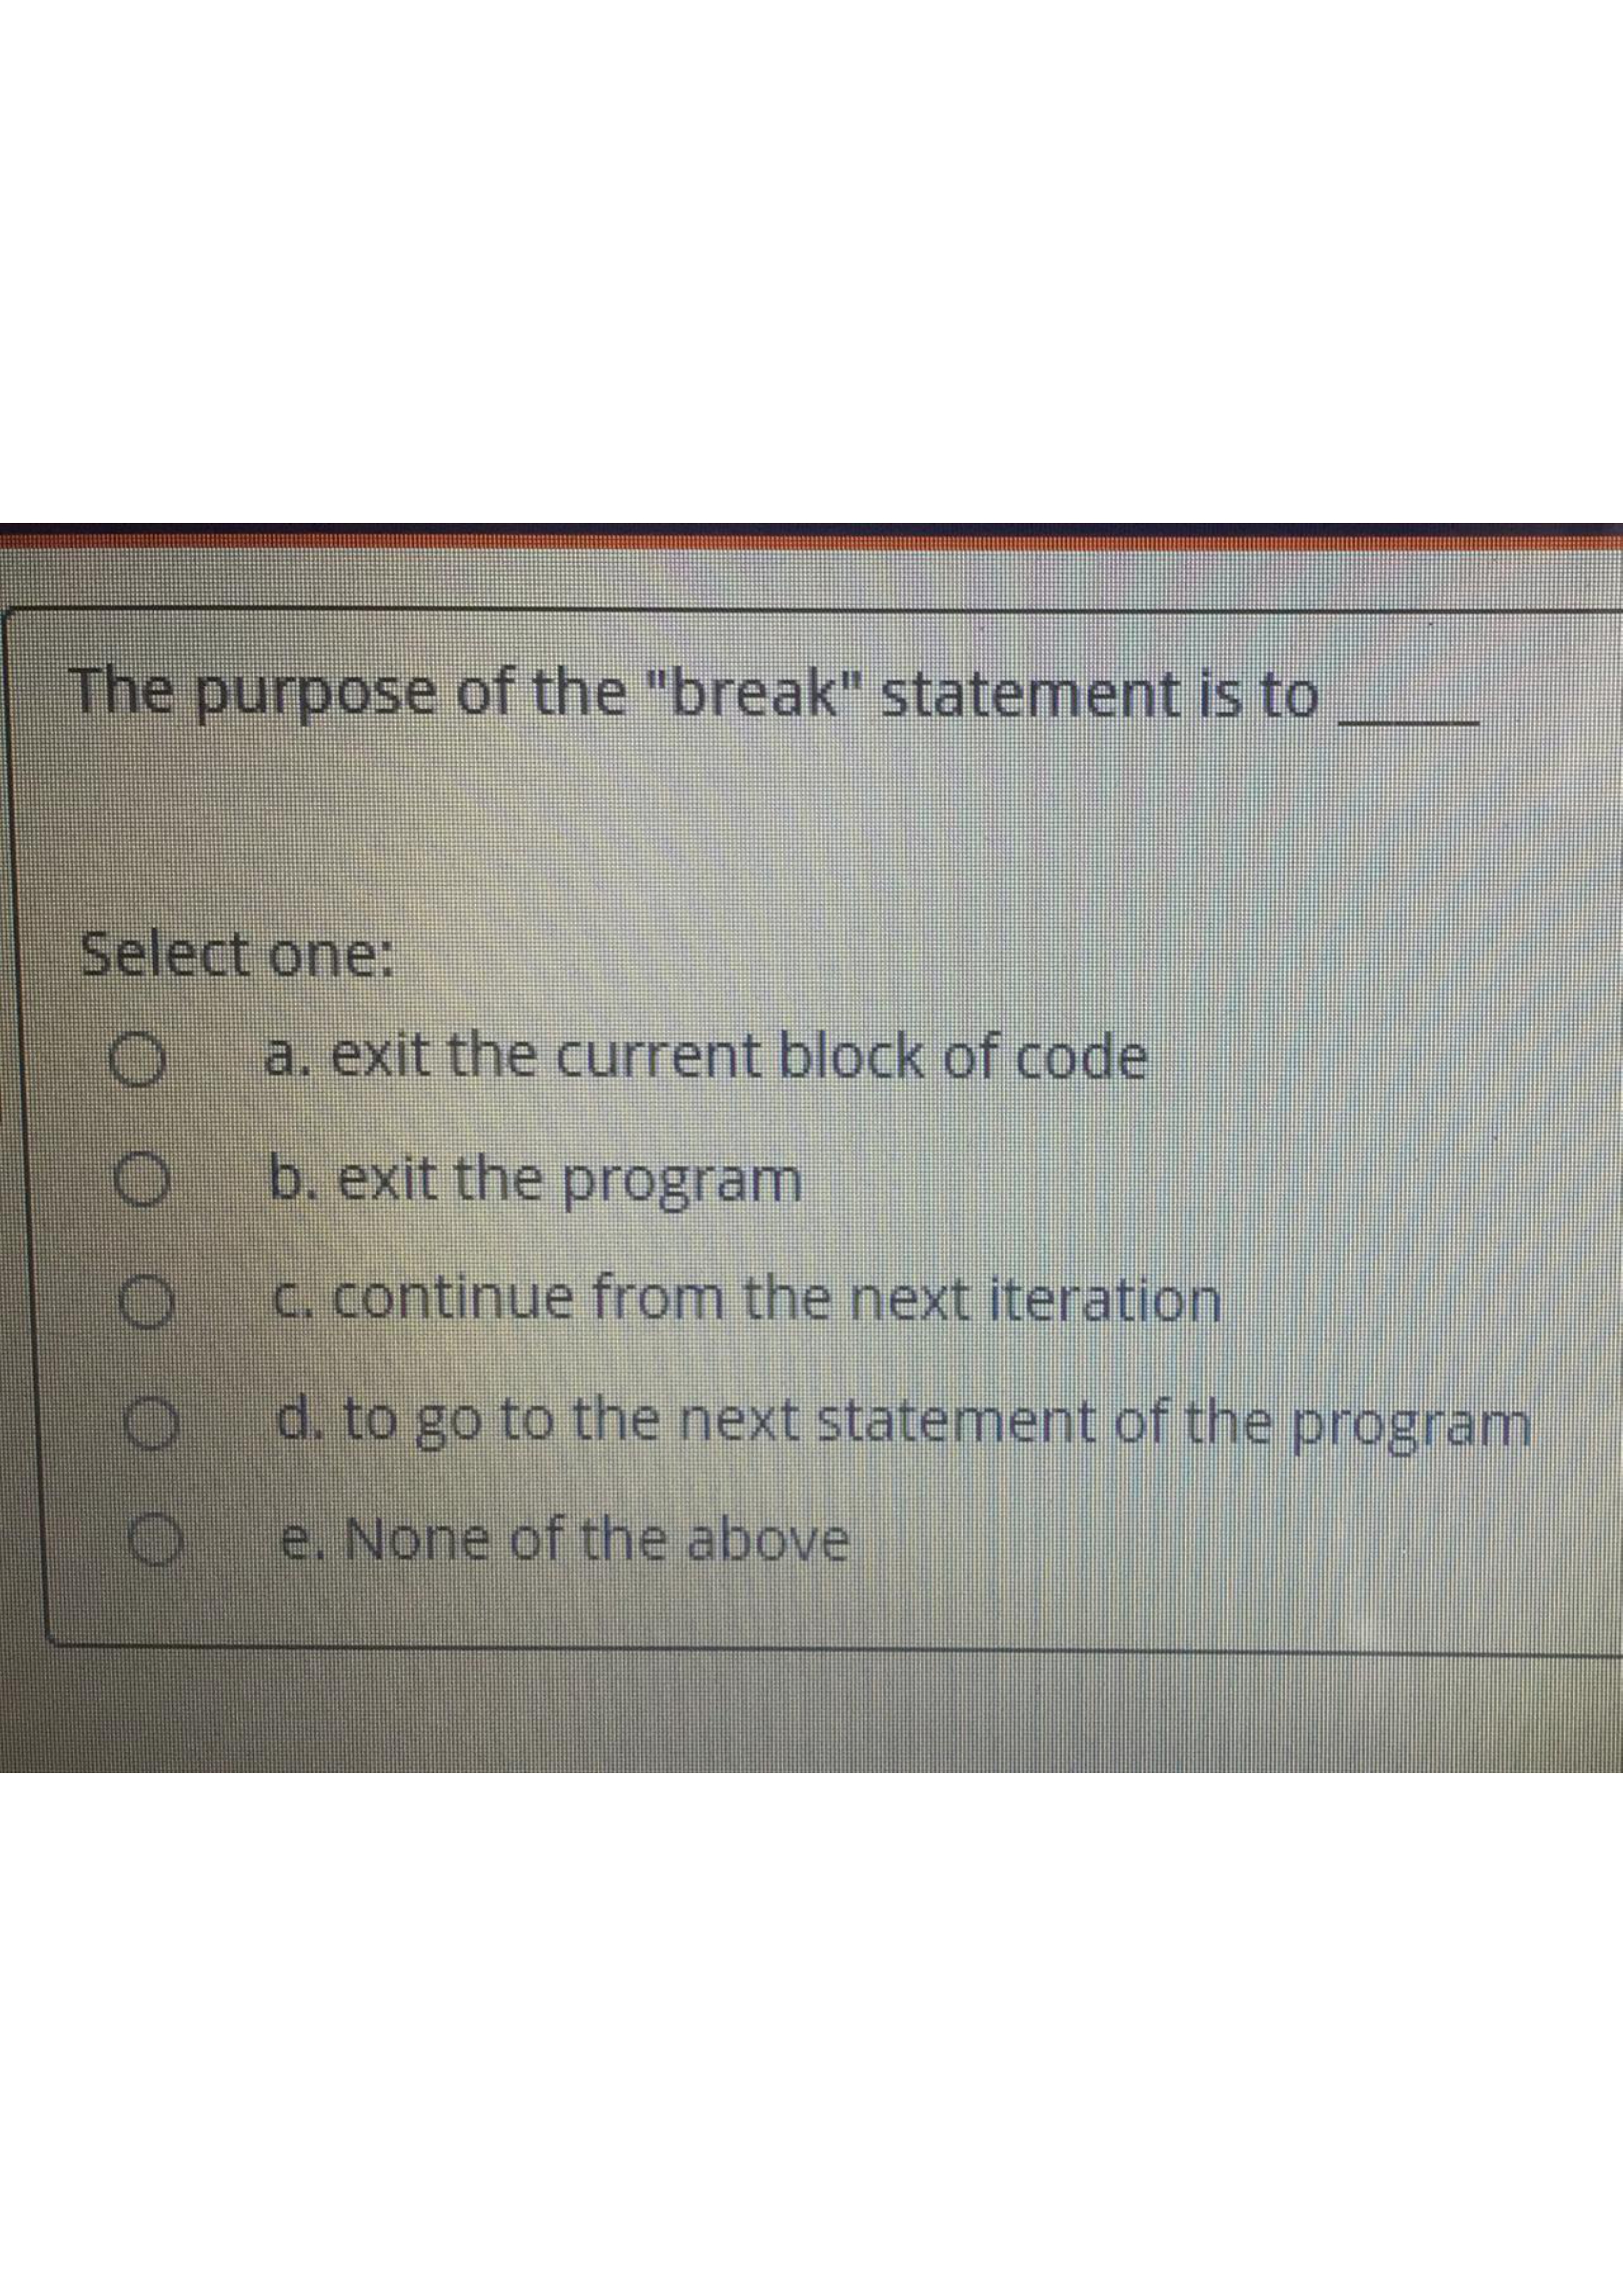 The purpose of the "break" statement is to _____
Select one:
a. exit the current block of code
b. exit the program
c. continue from the next iteration
d. to go to the next statement of the program
e. None of the above